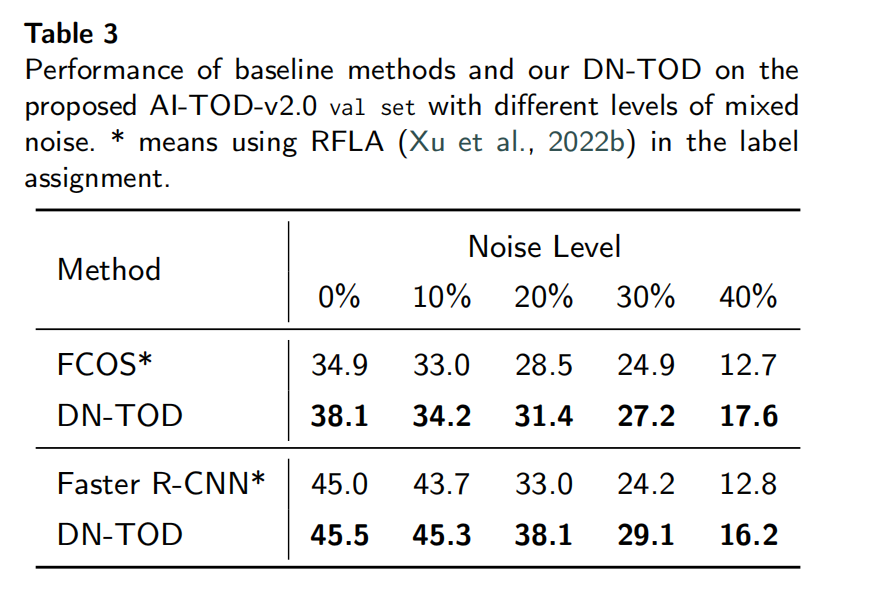 Table 3
Performance of baseline methods and our DN-TOD on the
proposed AI-TOD-v2.0 val set with different levels of mixed
noise. * means using RFLA (Xu et al., 2022b) in the label
assignment.
Method Noise Level
0% 10% 20% 30% 40%
FCOS* 34.9 33.0 28.5 24.9 12.7
DN-TOD 38.1 34.2 31.4 27.2 17.6
Faster R-CNN* 45.0 43.7 33.0 24.2 12.8
DN-TOD 45.5 45.3 38.1 29.1 16.2